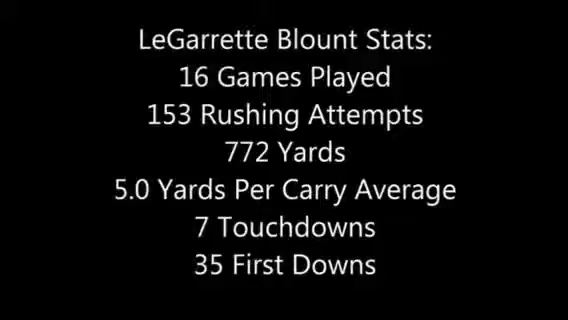 LeGarrette Blount Stats:
16 Games Played
153 Rushing Attempts
772 Yards
5.0 Yards Per Carry Average
7 Touchdowns
35 First Downs